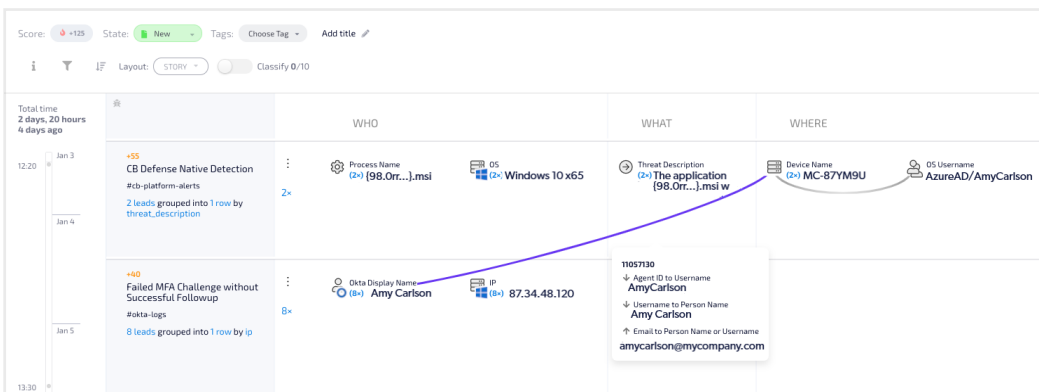 Score: +125 State: New Tags: Choose Tag Add title
Layout: STORY Classify 0/10
Total time
2 days, 20 hours
4 days ago
WHO WHAT WHERE
12:20 Jan 3
+55
CB Defense Native Detection
#cb-platform-alerts
2 leads grouped into 1 row by
threat_description
2×
Process Name
(2×) {98.0rr...}.msi
OS
(2×) Windows 10 x65
Threat Description
(2×) The application
{98.0rr...}.msi w
Device Name
(2×) MC-87YM9U
OS Username
AzureAD/AmyCarlson
Jan 4
+40
Failed MFA Challenge without
Successful Followup
#okta-logs
8 leads grouped into 1 row by ip
8×
Okta Display Name
(8×) Amy Carlson
IP
(8×) 87.34.48.120
11057130
↓ Agent ID to Username
AmyCarlson
↓ Username to Person Name
Amy Carlson
↑ Email to Person Name or Username
amycarlson@mycompany.com
Jan 5
13:30